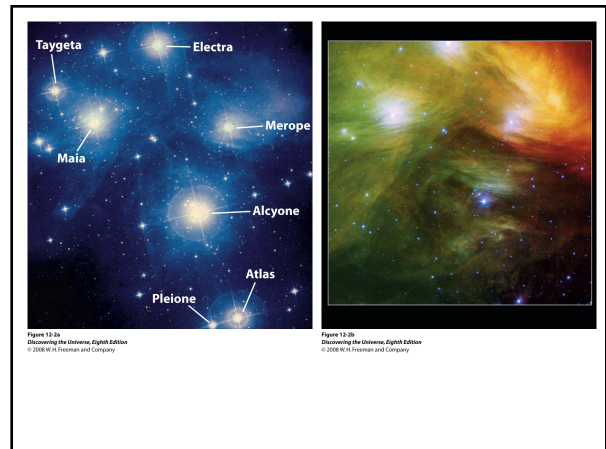 Taygeta
Electra
Merope
Maia
Alcyone
Atlas
Pleione
Figure 12-2a
Discovering the Universe, Eighth Edition
© 2008 W. H. Freeman and Company
Figure 12-2b
Discovering the Universe, Eighth Edition
© 2008 W. H. Freeman and Company